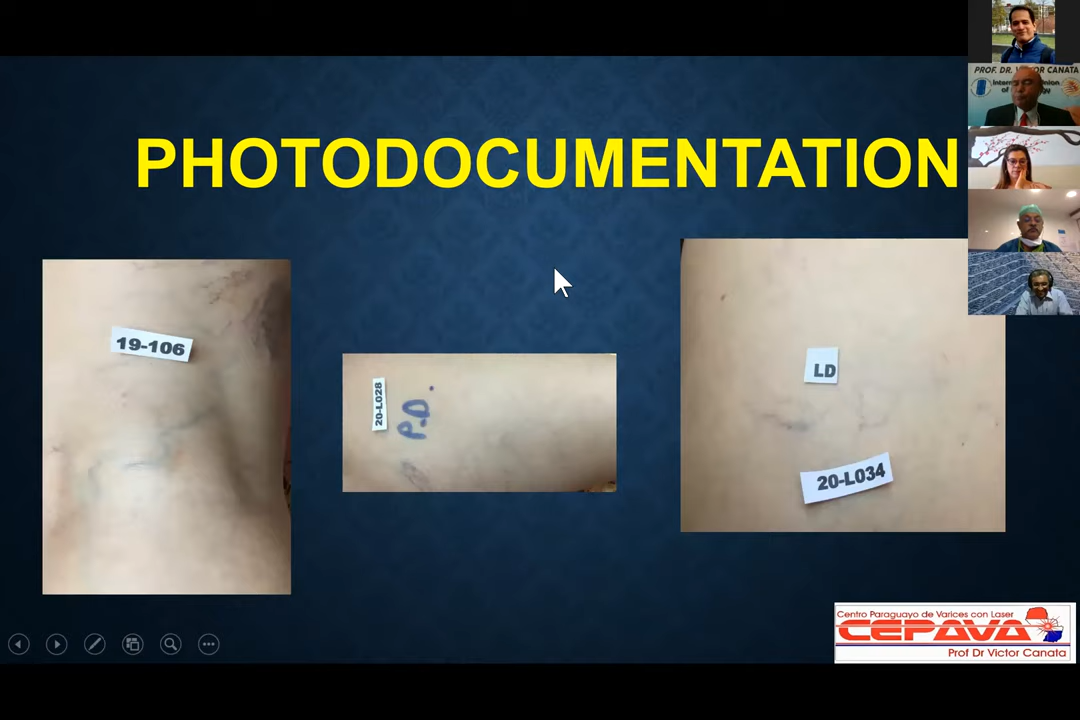 PHOTODOCUMENTATION
PROF. DR. VICTOR CANATA
19-106
20-L028
P.D.
LD
20-L034
Centro Paraguayo de Varices con Laser
CEPAVA
Prof Dr Victor Canata